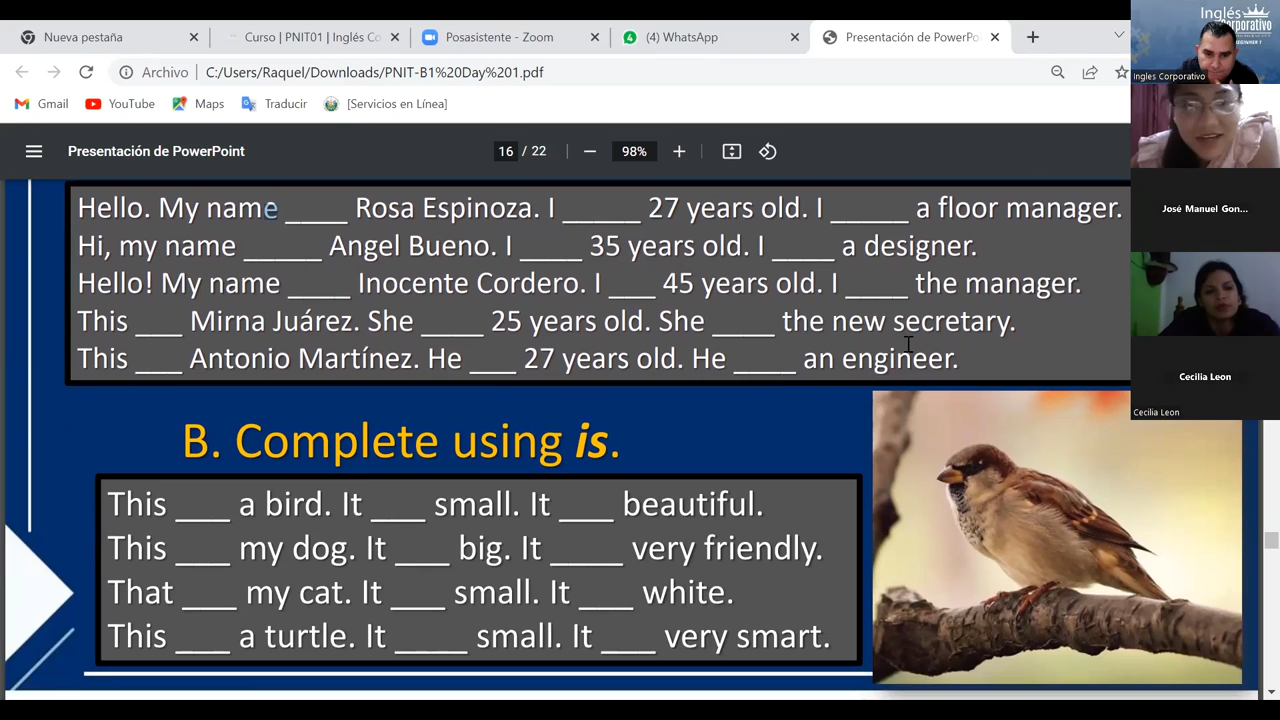 Nueva pestaña
Curso | PNIT01 | Inglés Co
Posasistente - Zoom
(4) WhatsApp
Presentación de PowerPo
Archivo
C:/Users/Raquel/Downloads/PNIT-B1%20Day%201.pdf
Gmail
YouTube
Maps
Traducir
[Servicios en Línea]
Presentación de PowerPoint
16 / 22
98%
Hello. My name ____ Rosa Espinoza. I _____ 27 years old. I _____ a floor manager.
Hi, my name _____ Angel Bueno. I ____ 35 years old. I ____ a designer.
Hello! My name ____ Inocente Cordero. I ___ 45 years old. I ____ the manager.
This ___ Mirna Juárez. She ____ 25 years old. She ____ the new secretary.
This ___ Antonio Martínez. He ___ 27 years old. He ____ an engineer.
B. Complete using is.
This ___ a bird. It ___ small. It ___ beautiful.
This ___ my dog. It ___ big. It ____ very friendly.
That ___ my cat. It ___ small. It ___ white.
This ___ a turtle. It ____ small. It ___ very smart.
Inglés
Corporativo
Ingles Corporativo
José Manuel Gon...
Cecilia Leon
Cecilia Leon